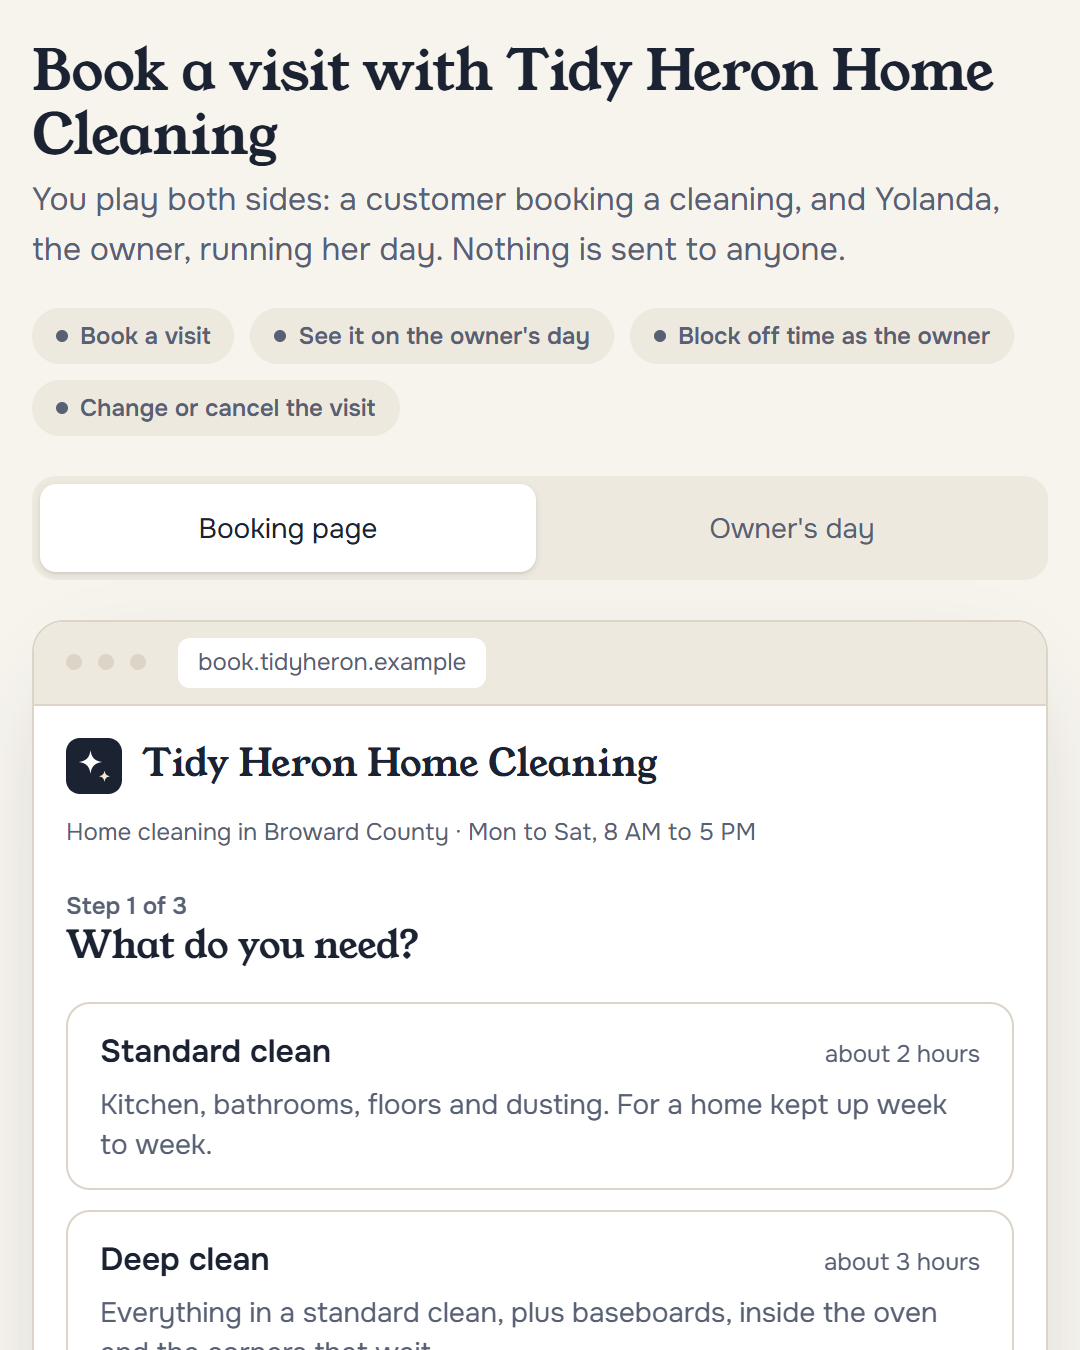 Book a visit with Tidy Heron Home
Cleaning
You play both sides: a customer booking a cleaning, and Yolanda,
the owner, running her day. Nothing is sent to anyone.
Book a visit
See it on the owner's day
Block off time as the owner
Change or cancel the visit
Booking page
Owner's day
book.tidyheron.example
Tidy Heron Home Cleaning
Home cleaning in Broward County · Mon to Sat, 8 AM to 5 PM
Step 1 of 3
What do you need?
Standard clean
about 2 hours
Kitchen, bathrooms, floors and dusting. For a home kept up week
to week.
Deep clean
about 3 hours
Everything in a standard clean, plus baseboards, inside the oven
and the corners that wait.